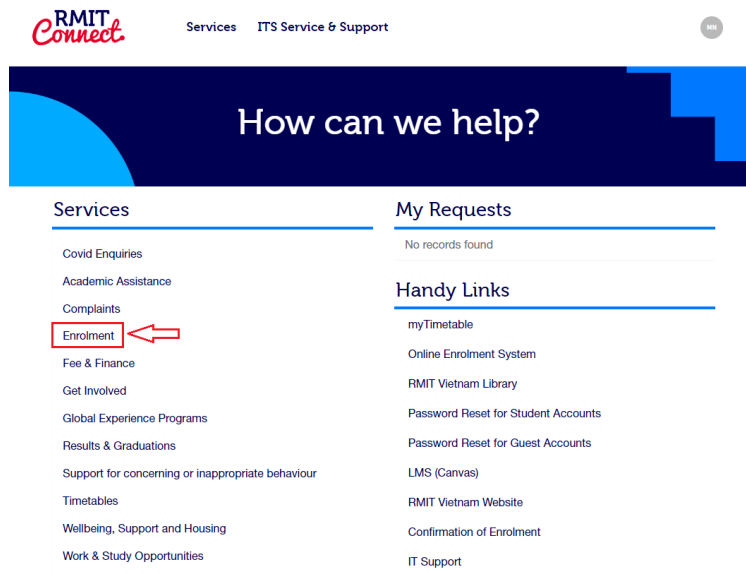 RMIT
Connect.
Services
ITS Service & Support
MN
How can we help?
Services
Covid Enquiries
Academic Assistance
Complaints
Enrolment
Fee & Finance
Get Involved
Global Experience Programs
Results & Graduations
Support for concerning or inappropriate behaviour
Timetables
Wellbeing, Support and Housing
Work & Study Opportunities
My Requests
No records found
Handy Links
myTimetable
Online Enrolment System
RMIT Vietnam Library
Password Reset for Student Accounts
Password Reset for Guest Accounts
LMS (Canvas)
RMIT Vietnam Website
Confirmation of Enrolment
IT Support